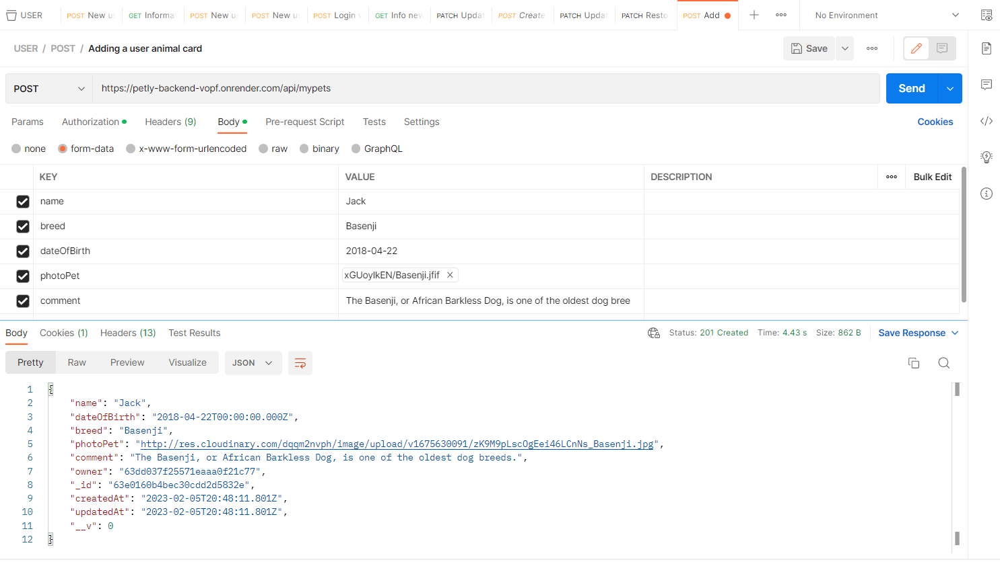 USER
POST New us
GET Informa
POST New us
POST New us
POST Login w
GET Info new
PATCH Updat
POST Create
PATCH Updat
PATCH Resto
POST Add
No Environment
USER / POST / Adding a user animal card
Save
POST
https://petly-backend-vopf.onrender.com/api/mypets
Send
Params Authorization Headers (9) Body Pre-request Script Tests Settings Cookies
none form-data x-www-form-urlencoded raw binary GraphQL
KEY VALUE DESCRIPTION Bulk Edit
name Jack
breed Basenji
dateOfBirth 2018-04-22
photoPet xGUoyIkEN/Basenji.jfif
comment The Basenji, or African Barkless Dog, is one of the oldest dog bree
Body Cookies (1) Headers (13) Test Results Status: 201 Created Time: 4.43 s Size: 862 B Save Response
Pretty Raw Preview Visualize JSON
1 {
2 "name": "Jack",
3 "dateOfBirth": "2018-04-22T00:00:00.000Z",
4 "breed": "Basenji",
5 "photoPet": "http://res.cloudinary.com/dqqm2nvph/image/upload/v1675630091/zK9M9pLscOgEei46LCnNs_Basenji.jpg",
6 "comment": "The Basenji, or African Barkless Dog, is one of the oldest dog breeds.",
7 "owner": "63dd037f25571eaaa0f21c77",
8 "_id": "63e0160b4bec30cdd2d5832e",
9 "createdAt": "2023-02-05T20:48:11.801Z",
10 "updatedAt": "2023-02-05T20:48:11.801Z",
11 "__v": 0
12 }